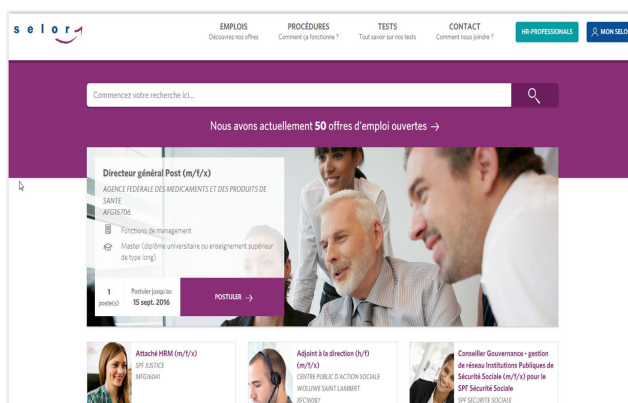 selor
EMPLOIS
Découvrez nos offres
PROCÉDURES
Comment ça fonctionne ?
TESTS
Tout savoir sur nos tests
CONTACT
Comment nous joindre ?
HR-PROFESSIONALS
MON SELO
Commencez votre recherche ici...
Nous avons actuellement 50 offres d'emploi ouvertes →
Directeur général Post (m/f/x)
AGENCE FEDERALE DES MEDICAMENTS ET DES PRODUITS DE
SANTE
AFG16706
Fonctions de management
Master (diplôme universitaire ou enseignement supérieur
de type long)
1
poste(s)
Postuler jusqu'au
15 sept. 2016
POSTULER →
Attaché HRM (m/f/x)
SPF JUSTICE
MFG16041
Adjoint à la direction (h/f)
(m/f/x)
CENTRE PUBLIC D'ACTION SOCIALE
WOLUWE SAINT LAMBERT
XFC16087
Conseiller Gouvernance - gestion
de réseau Institutions Publiques de
Sécurité Sociale (m/f/x) pour le
SPF Sécurité Sociale
SPF SECURITE SOCIALE